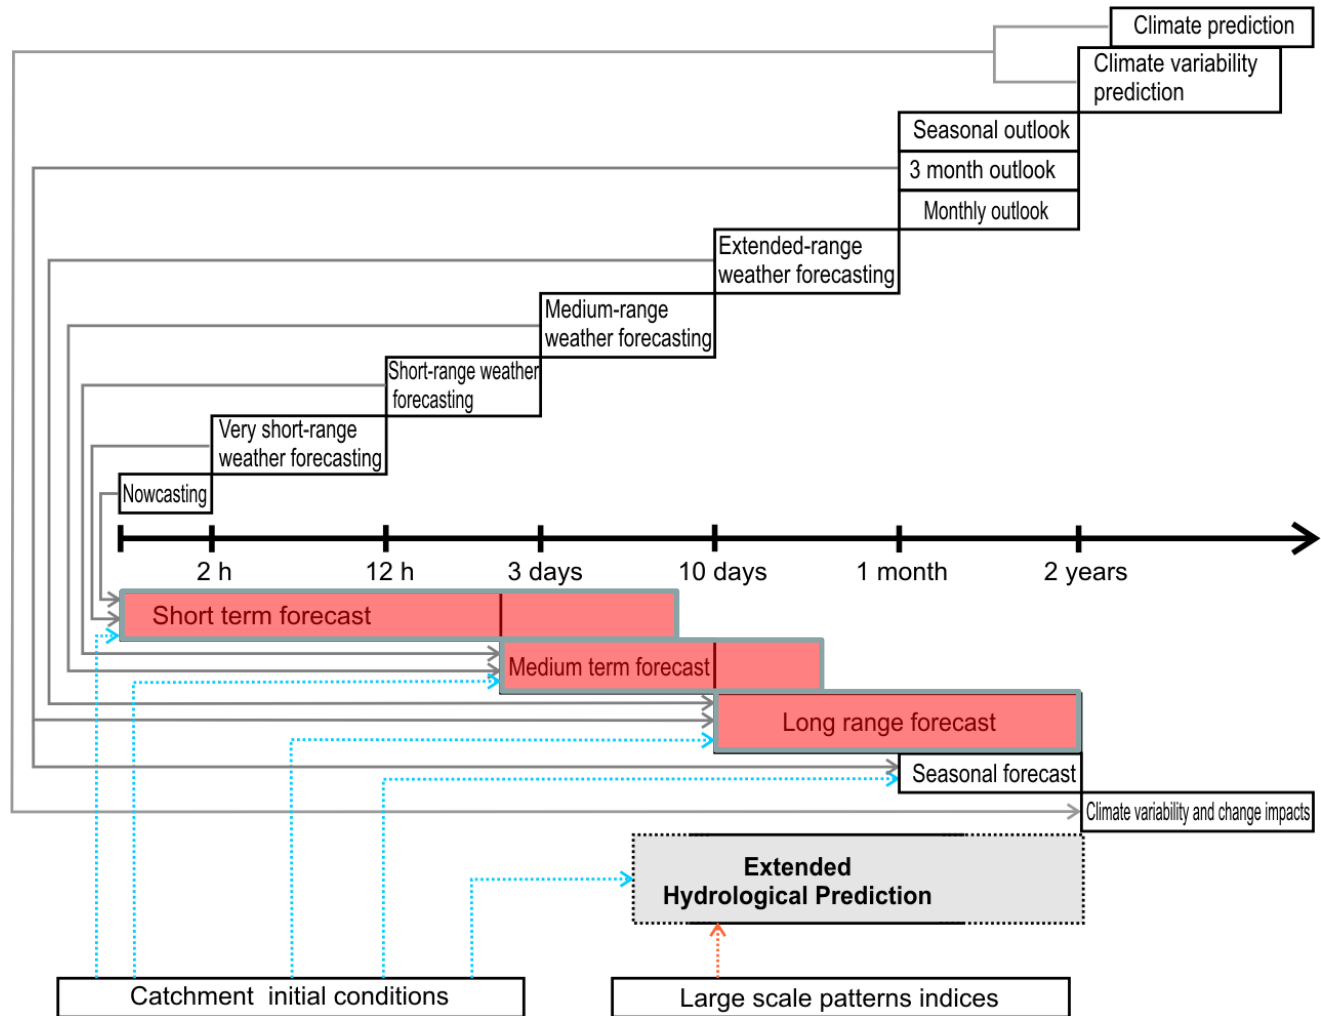 Climate prediction
Climate variability
prediction
Seasonal outlook
3 month outlook
Monthly outlook
Extended-range
weather forecasting
Medium-range
weather forecasting
Short-range weather
forecasting
Very short-range
weather forecasting
Nowcasting
2 h
12 h
3 days
10 days
1 month
2 years
Short term forecast
Medium term forecast
Long range forecast
Seasonal forecast
Climate variability and change impacts
Extended
Hydrological Prediction
Catchment initial conditions
Large scale patterns indices